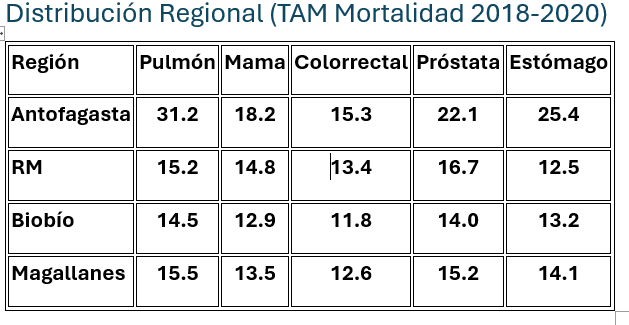 Distribución Regional (TAM Mortalidad 2018-2020)
Región Pulmón Mama Colorrectal Próstata Estómago
Antofagasta 31.2 18.2 15.3 22.1 25.4
RM 15.2 14.8 13.4 16.7 12.5
Biobío 14.5 12.9 11.8 14.0 13.2
Magallanes 15.5 13.5 12.6 15.2 14.1